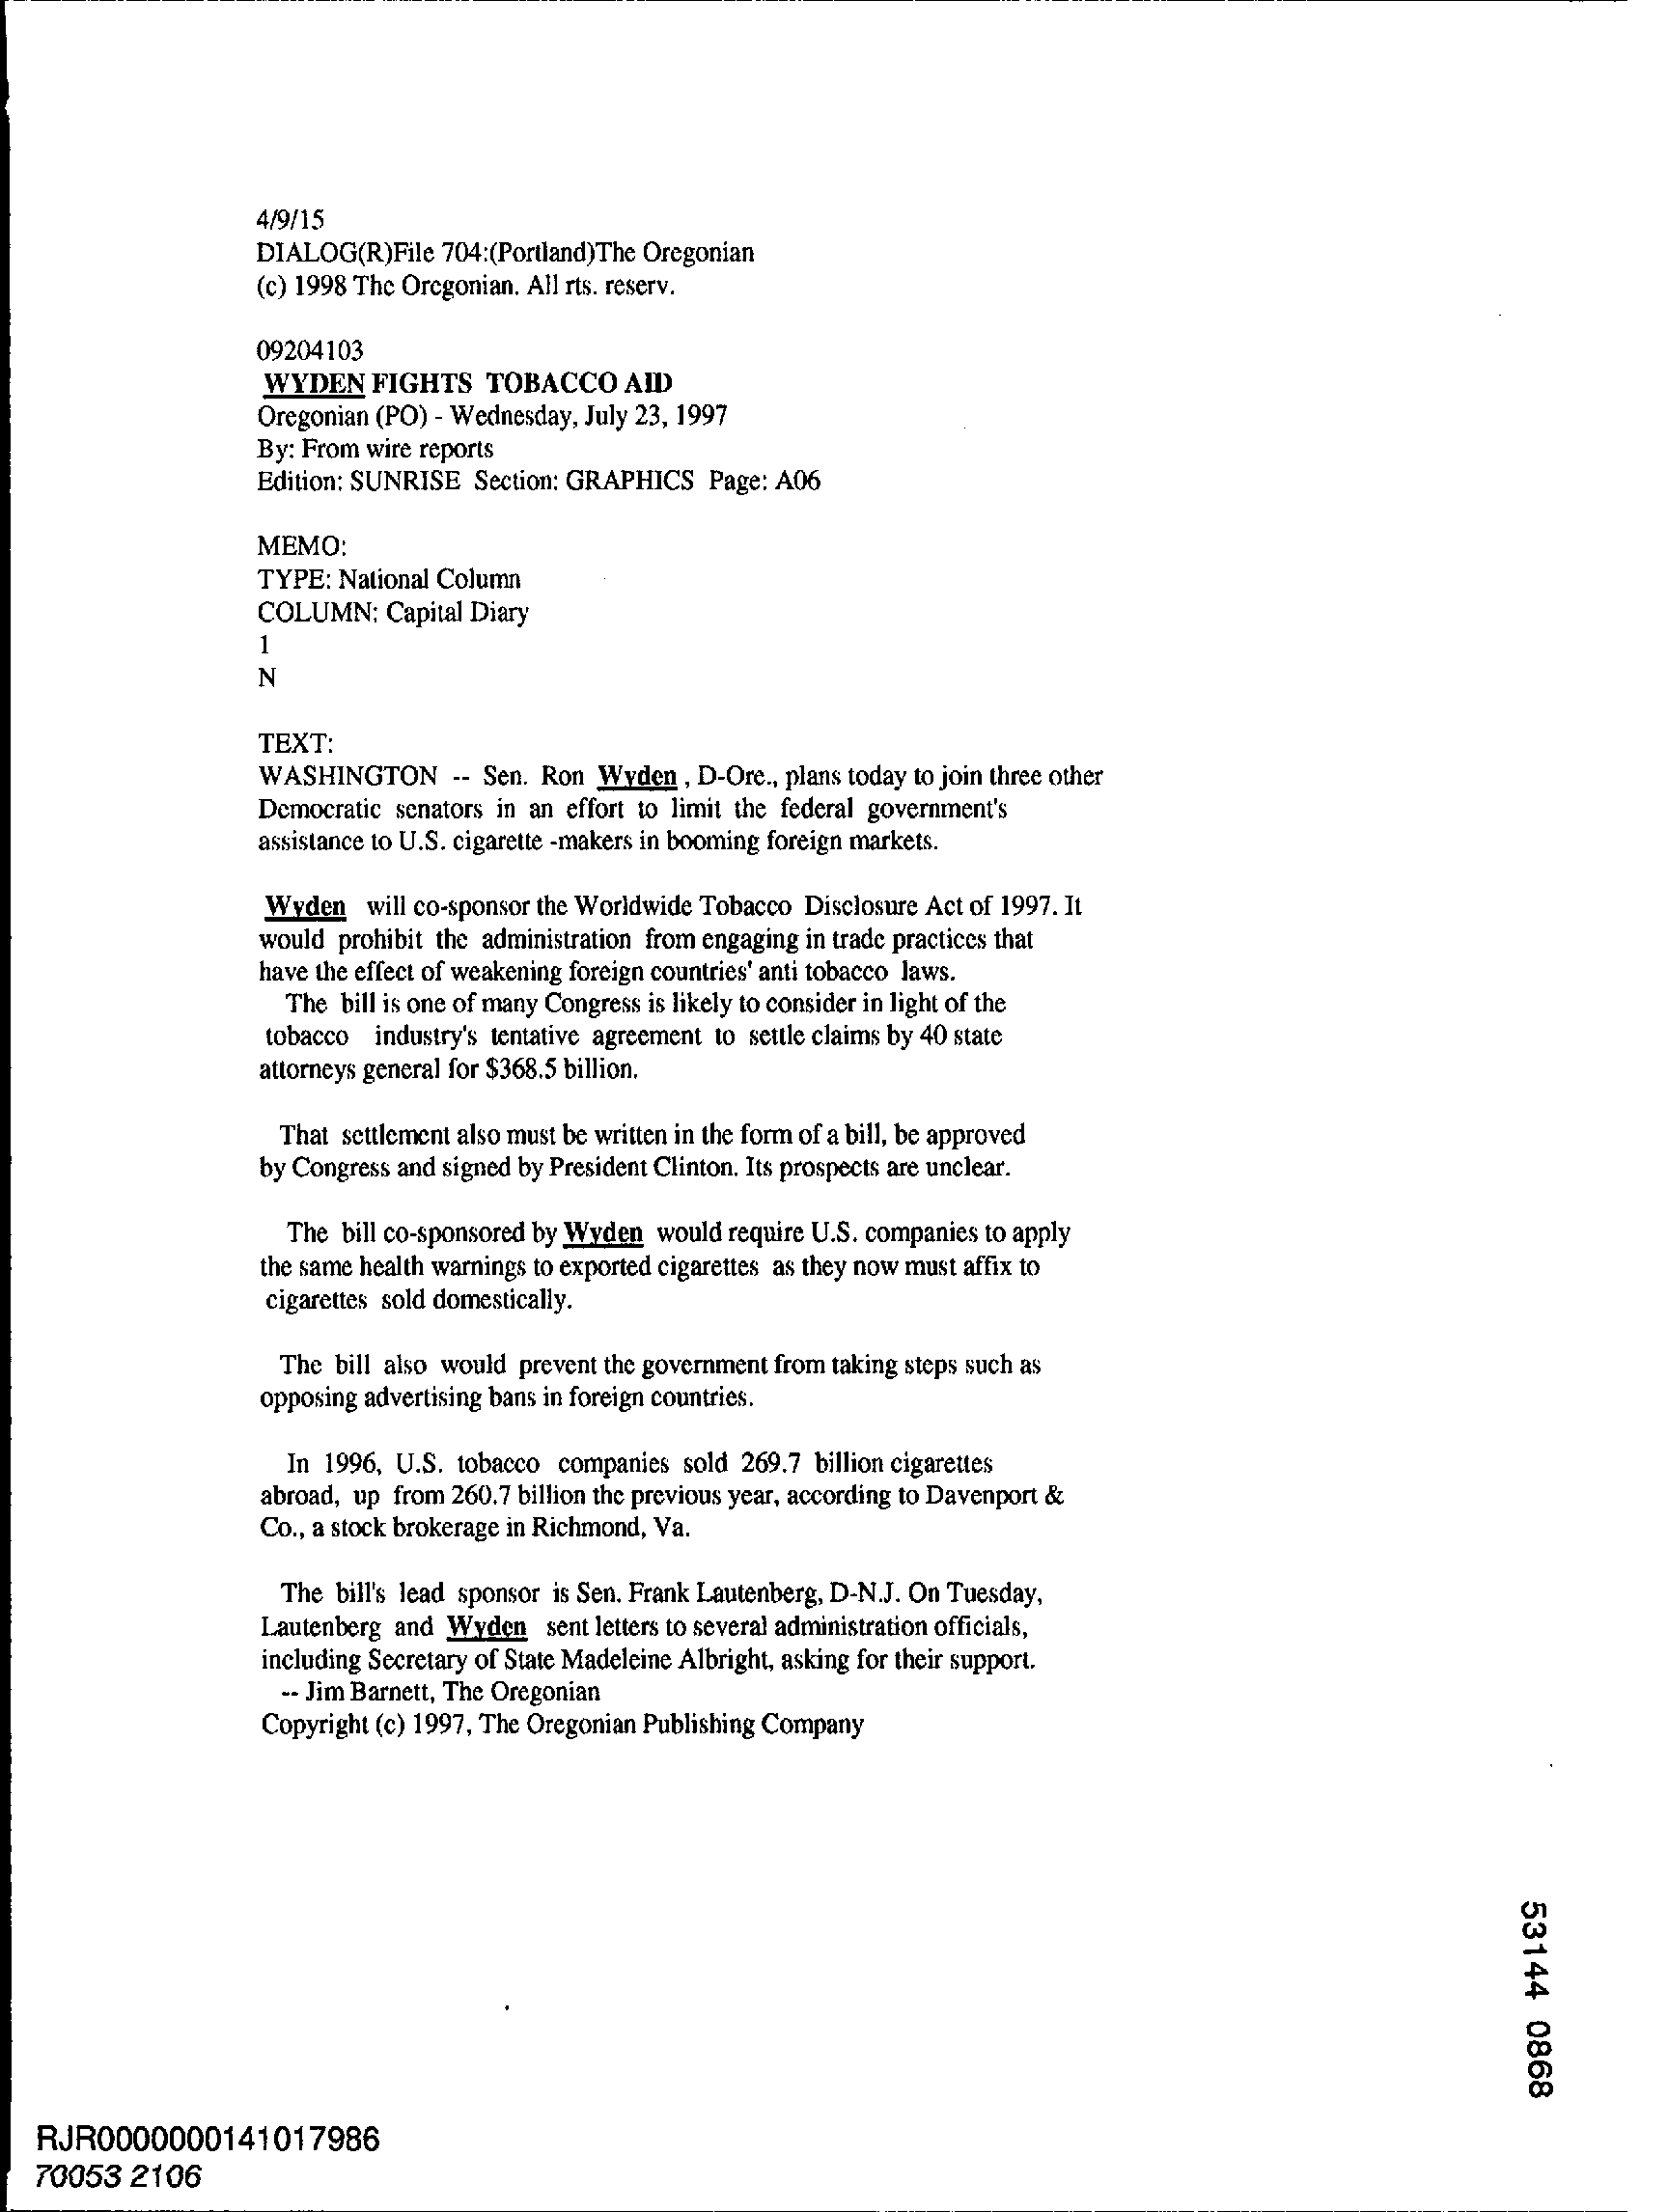 4/9/15
DIALOG(R)File 704:(Portland)The Oregonian
(c) 1998 The Oregonian. All rts. reserv.
09204103
WYDEN FIGHTS TOBACCO AID
Oregonian (PO) - Wednesday, July 23, 1997
By: From wire reports
Edition: SUNRISE Section: GRAPHICS Page: A06
MEMO:
TYPE: National Column
COLUMN: Capital Diary
1
N
TEXT:
WASHINGTON -- Sen. Ron Wyden , D-Ore., plans today to join three other
Democratic senators in an effort to limit the federal government's
assistance to U.S. cigarette -makers in booming foreign markets.
Wyden will co-sponsor the Worldwide Tobacco Disclosure Act of 1997. It
would prohibit the administration from engaging in trade practices that
have the effect of weakening foreign countries' anti tobacco laws.
The bill is one of many Congress is likely to consider in light of the
tobacco industry's tentative agreement to settle claims by 40 state
attorneys general for $368.5 billion.
That settlement also must be written in the form of a bill, be approved
by Congress and signed by President Clinton. Its prospects are unclear.
The bill co-sponsored by Wyden would require U.S. companies to apply
the same health warnings to exported cigarettes as they now must affix to
cigarettes sold domestically.
The bill also would prevent the government from taking steps such as
opposing advertising bans in foreign countries.
In 1996, U.S. tobacco companies sold 269.7 billion cigarettes
abroad, up from 260.7 billion the previous year, according to Davenport &
Co., a stock brokerage in Richmond, Va.
The bill's lead sponsor is Sen. Frank Lautenberg, D-N.J. On Tuesday,
Lautenberg and Wyden sent letters to several administration officials,
including Secretary of State Madeleine Albright, asking for their support.
-- Jim Barnett, The Oregonian
Copyright (c) 1997, The Oregonian Publishing Company
53144 0868
RJR0000000141017986
70053 2106